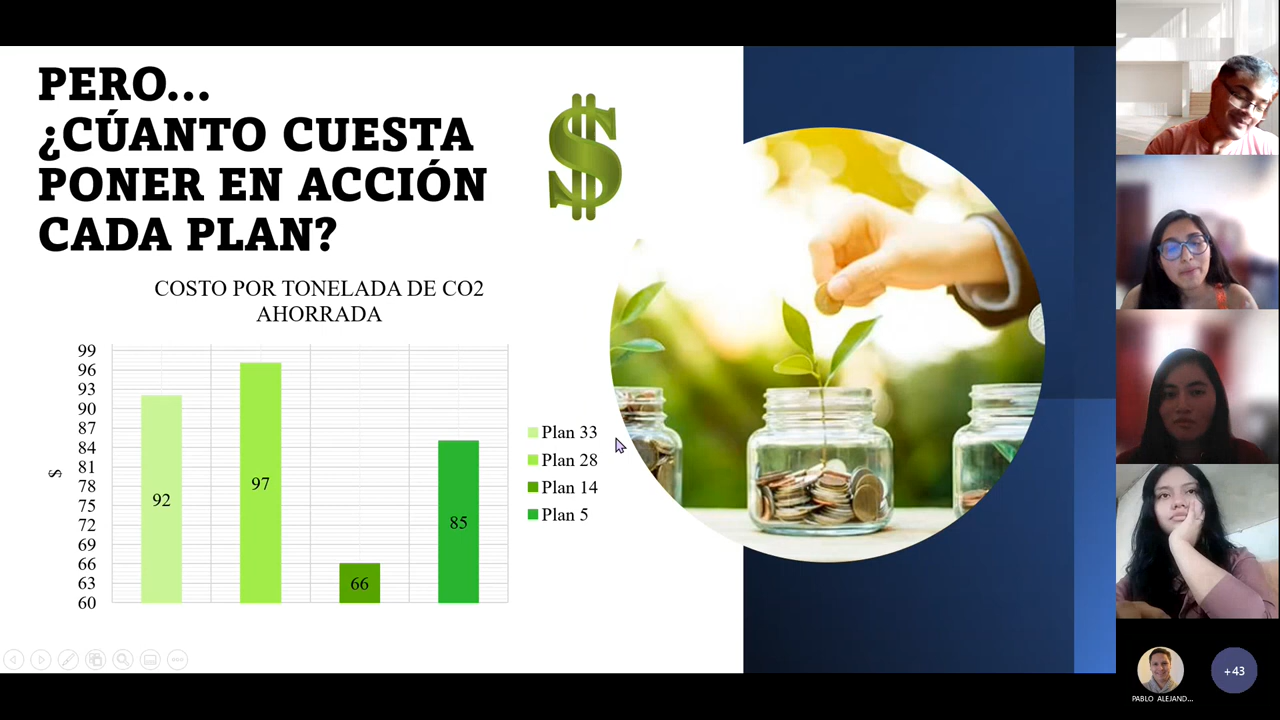 PERO...
¿CÚANTO CUESTA
PONER EN ACCIÓN
CADA PLAN?
$
COSTO POR TONELADA DE CO2
AHORRADA
99
96
93
90
87
84
81
78
75
72
69
66
63
60
$
92
97
66
85
Plan 33
Plan 28
Plan 14
Plan 5
+43
PABLO ALEJAND...